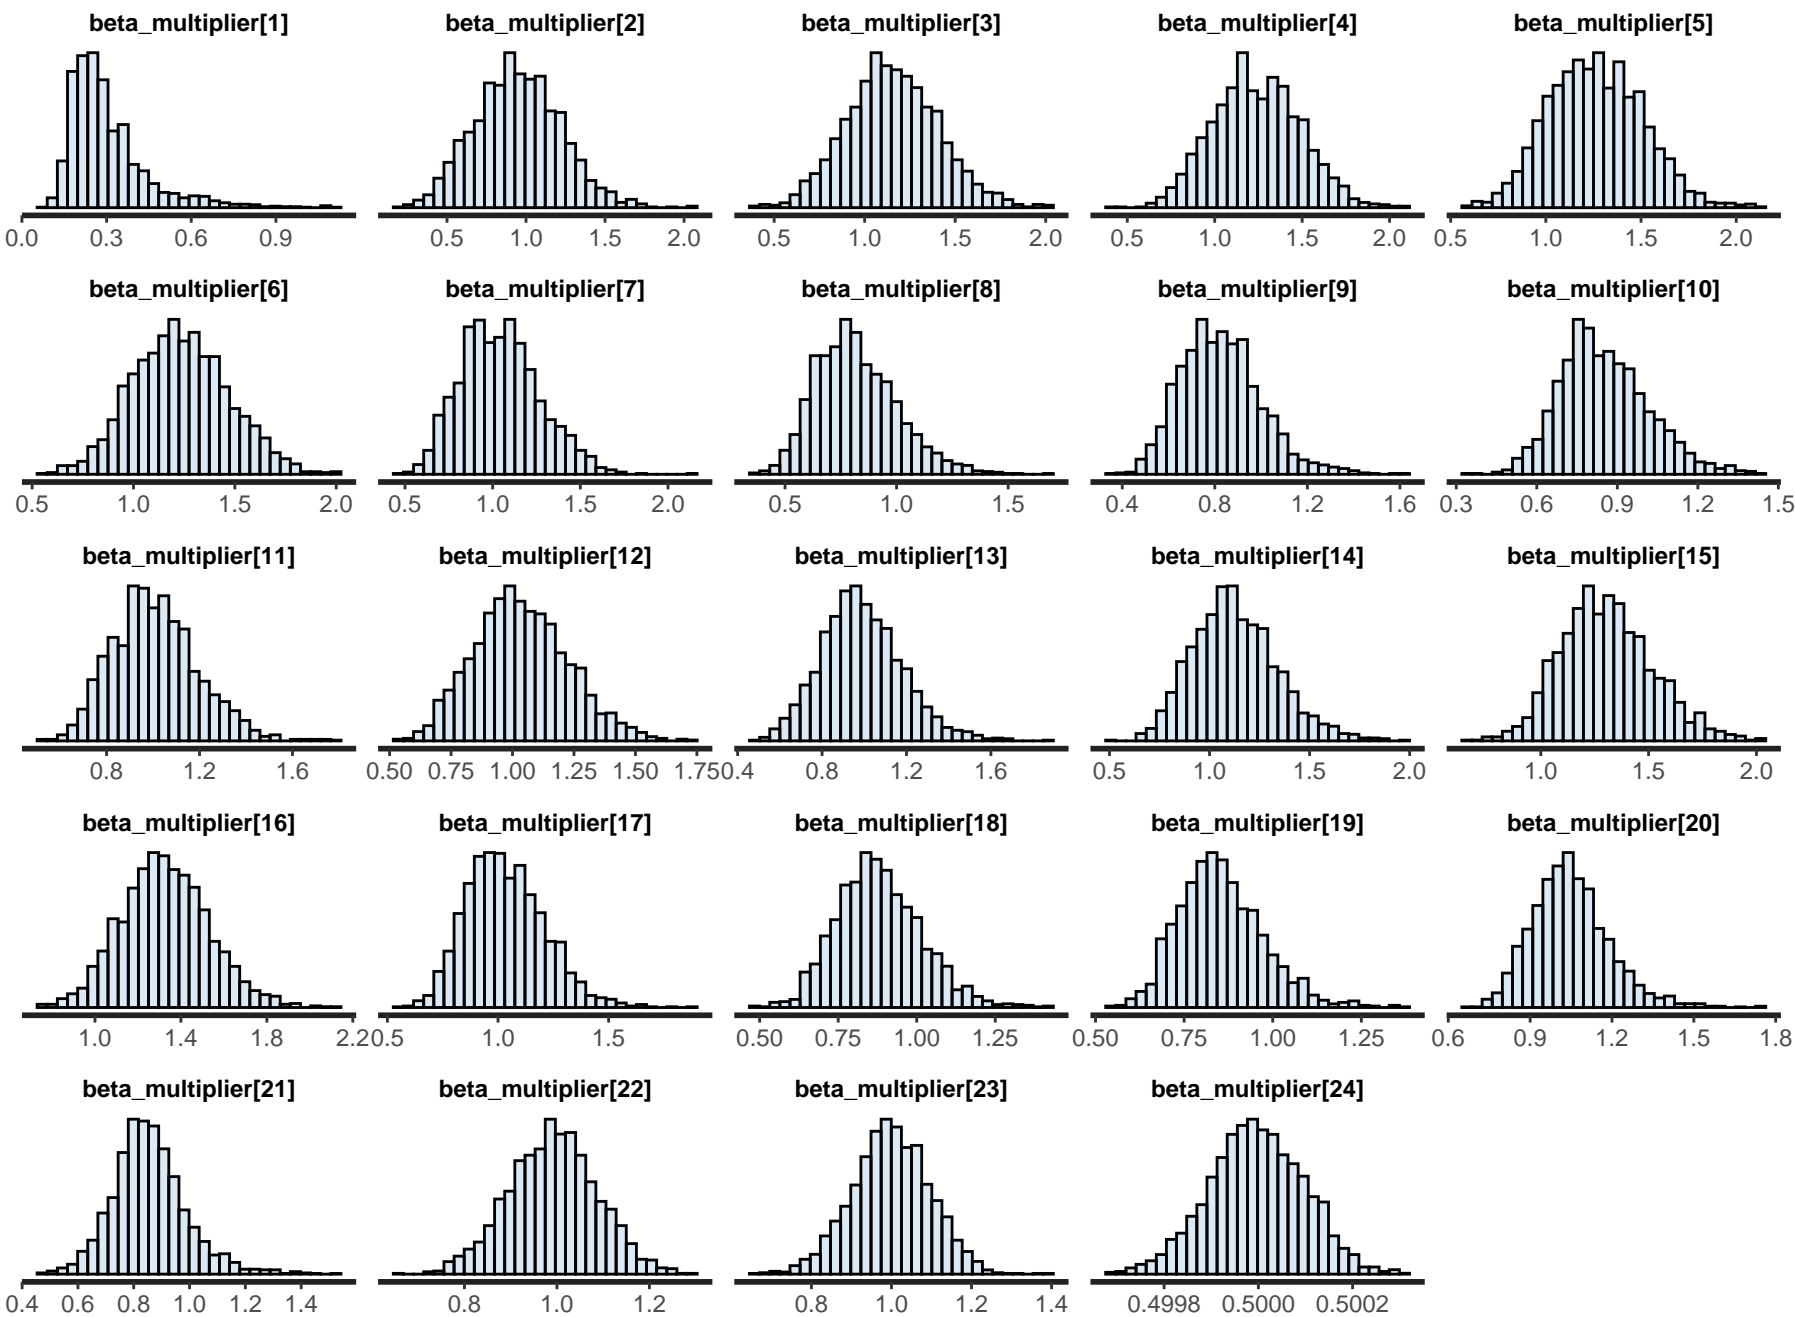 beta_multiplier[1] beta_multiplier[2] beta_multiplier[3] beta_multiplier[4] beta_multiplier[5]
0.0 0.3 0.6 0.9 0.5 1.0 1.5 2.0 0.5 1.0 1.5 2.0 0.5 1.0 1.5 2.0 0.5 1.0 1.5 2.0
beta_multiplier[6] beta_multiplier[7] beta_multiplier[8] beta_multiplier[9] beta_multiplier[10]
0.5 1.0 1.5 2.0 0.5 1.0 1.5 2.0 0.5 1.0 1.5 0.4 0.8 1.2 1.6 0.3 0.6 0.9 1.2 1.5
beta_multiplier[11] beta_multiplier[12] beta_multiplier[13] beta_multiplier[14] beta_multiplier[15]
0.8 1.2 1.6 0.50 0.75 1.00 1.25 1.50 1.75 0.4 0.8 1.2 1.6 0.5 1.0 1.5 2.0 1.0 1.5 2.0
beta_multiplier[16] beta_multiplier[17] beta_multiplier[18] beta_multiplier[19] beta_multiplier[20]
1.0 1.4 1.8 2.2 0.5 1.0 1.5 0.50 0.75 1.00 1.25 0.50 0.75 1.00 1.25 0.6 0.9 1.2 1.5 1.8
beta_multiplier[21] beta_multiplier[22] beta_multiplier[23] beta_multiplier[24]
0.4 0.6 0.8 1.0 1.2 1.4 0.8 1.0 1.2 0.8 1.0 1.2 1.4 0.4998 0.5000 0.5002